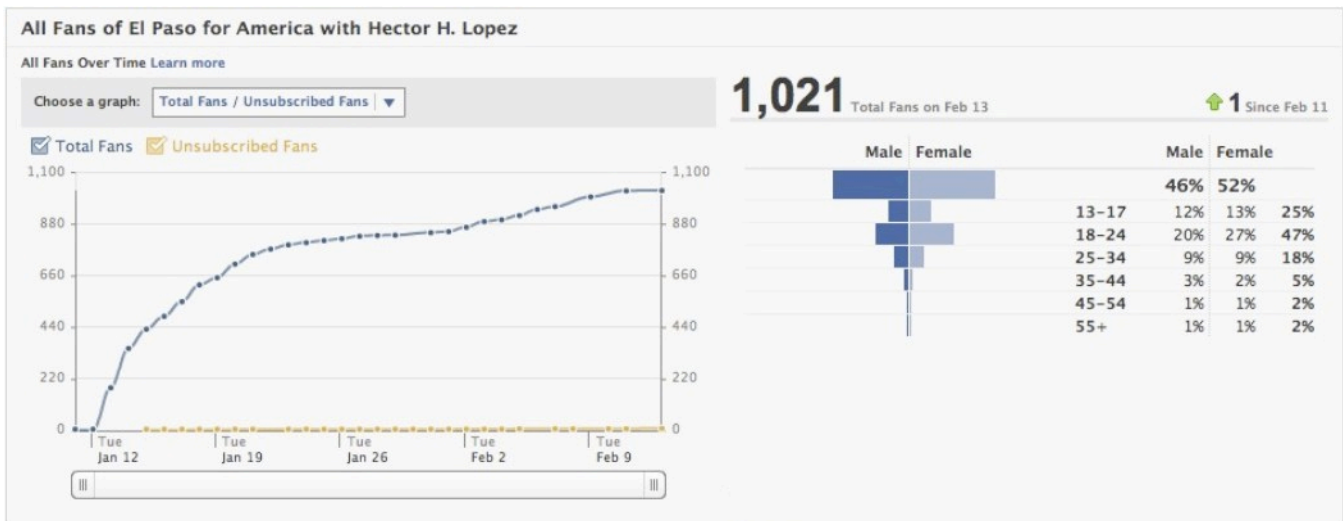 All Fans of El Paso for America with Hector H. Lopez
All Fans Over Time Learn more
Choose a graph: Total Fans / Unsubscribed Fans
Total Fans Unsubscribed Fans
1,100 1,100
880 880
660 660
440 440
220 220
0 0
Tue Tue Tue Tue Tue
Jan 12 Jan 19 Jan 26 Feb 2 Feb 9
1,021 Total Fans on Feb 13 1 Since Feb 11
Male Female Male Female
46% 52%
13-17 12% 13% 25%
18-24 20% 27% 47%
25-34 9% 9% 18%
35-44 3% 2% 5%
45-54 1% 1% 2%
55+ 1% 1% 2%